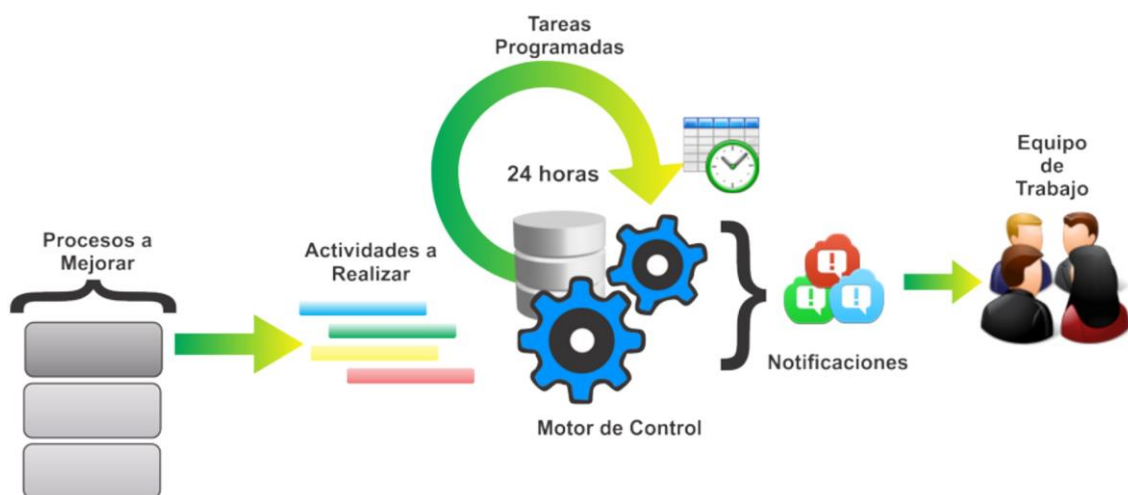 Tareas
Programadas
24 horas
Equipo
de
Trabajo
Procesos a
Mejorar
Actividades a
Realizar
Notificaciones
Motor de Control